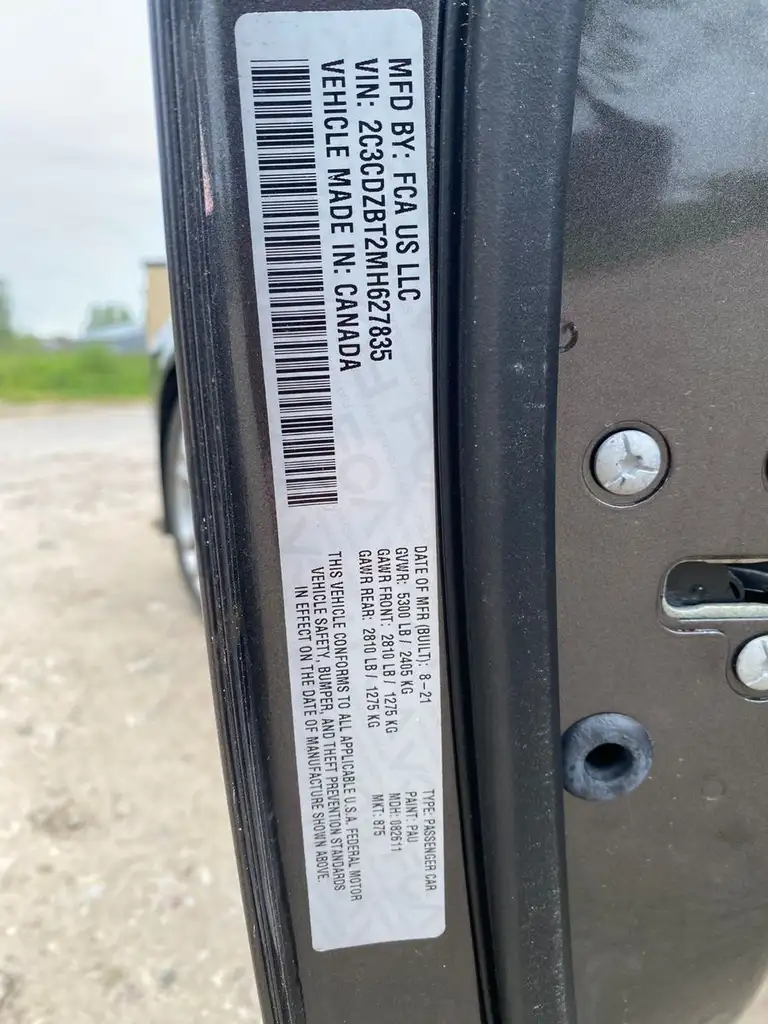 MFD BY: FCA US LLC
VIN: 2C3CDZBT2MH627835
VEHICLE MADE IN: CANADA
DATE OF MFR (BUILT): 8-21
GVWR: 5300 LB / 2405 KG
GAWR FRONT: 2810 LB / 1275 KG
GAWR REAR: 2810 LB / 1275 KG
THIS VEHICLE CONFORMS TO ALL APPLICABLE U.S.A. FEDERAL MOTOR
VEHICLE SAFETY, BUMPER, AND THEFT PREVENTION STANDARDS
IN EFFECT ON THE DATE OF MANUFACTURE SHOWN ABOVE.
TYPE: PASSENGER CAR
PAINT: PAU
MDH: 082611
MKT: 875